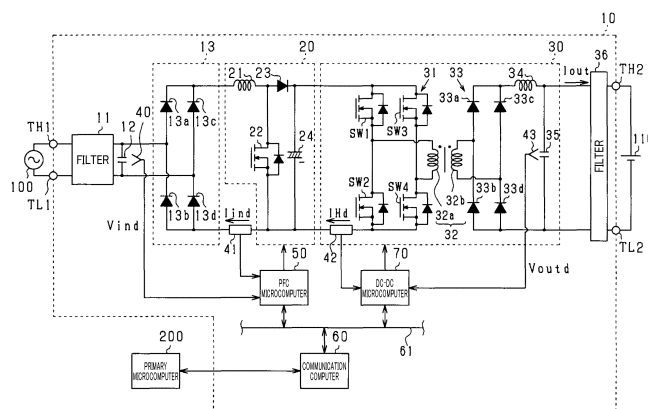 10
13
20
30
36
TH2
11
12
40
13a
13c
21
23
31
33
33a
33c
34
Iout
TH1
FILTER
22
24
SW1
SW3
43
35
FILTER
110
100
TL1
13b
13d
SW2
SW4
32a
32b
33b
33d
32
Vind
Iind
41
IHd
42
TL2
Voutd
50
PFC
MICROCOMPUTER
70
DC-DC
MICROCOMPUTER
61
200
PRIMARY
MICROCOMPUTER
60
COMMUNICATION
COMPUTER